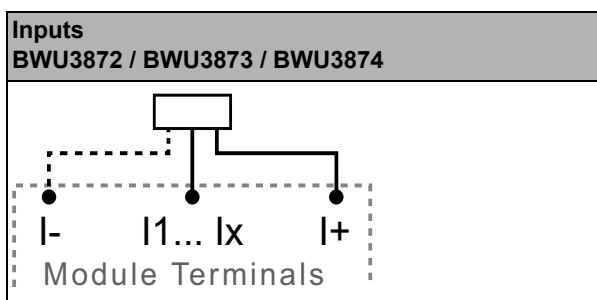 Inputs
BWU3872 / BWU3873 / BWU3874
I- I1... Ix I+
Module Terminals